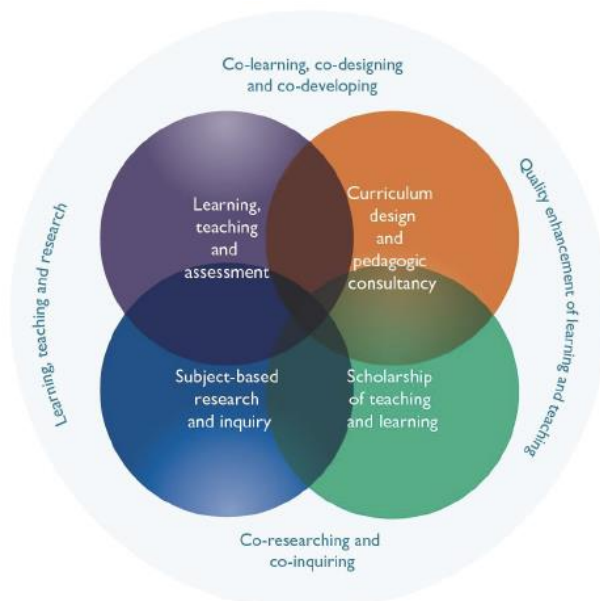 Co-learning, co-designing
and co-developing
Learning, teaching and research
Learning,
teaching
and
assessment
Curriculum
design
and
pedagogic
consultancy
Quality enhancement of learning and teaching
Subject-based
research
and inquiry
Scholarship
of teaching
and learning
Co-researching and
co-inquiring